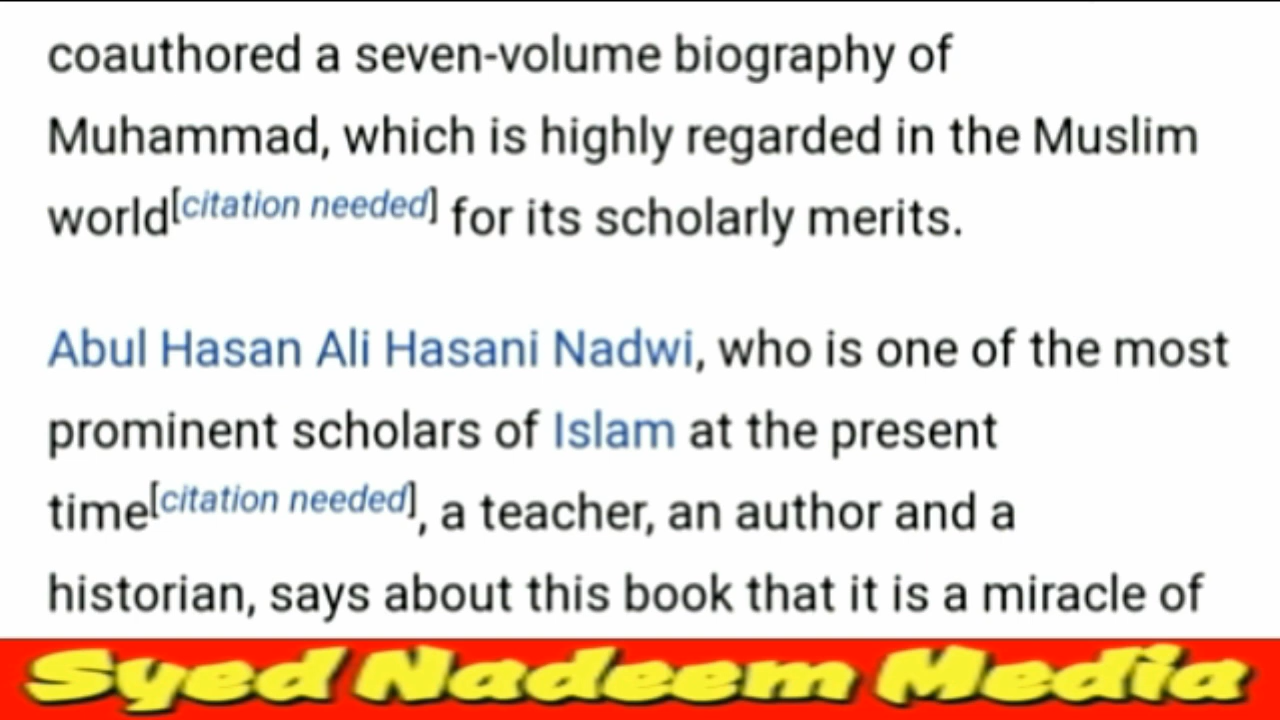 coauthored a seven-volume biography of
Muhammad, which is highly regarded in the Muslim
world[citation needed] for its scholarly merits.
Abul Hasan Ali Hasani Nadwi, who is one of the most
prominent scholars of Islam at the present
time[citation needed], a teacher, an author and a
historian, says about this book that it is a miracle of
Syed Nadeem Media